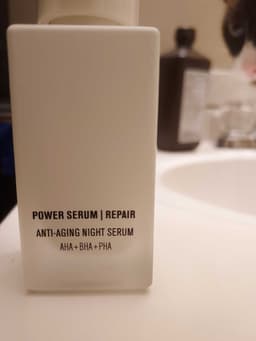 POWER SERUM | REPAIR
ANTI-AGING NIGHT SERUM
AHA+BHA+PHA